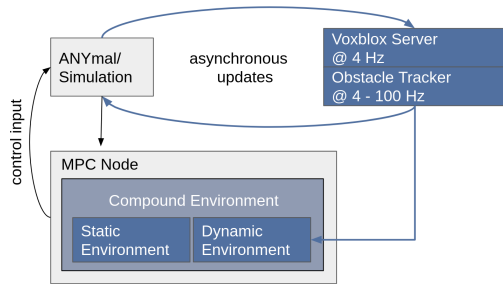 ANYmal/
Simulation
asynchronous
updates
Voxblox Server
@ 4 Hz
Obstacle Tracker
@ 4 - 100 Hz
control input
MPC Node
Compound Environment
Static
Environment
Dynamic
Environment